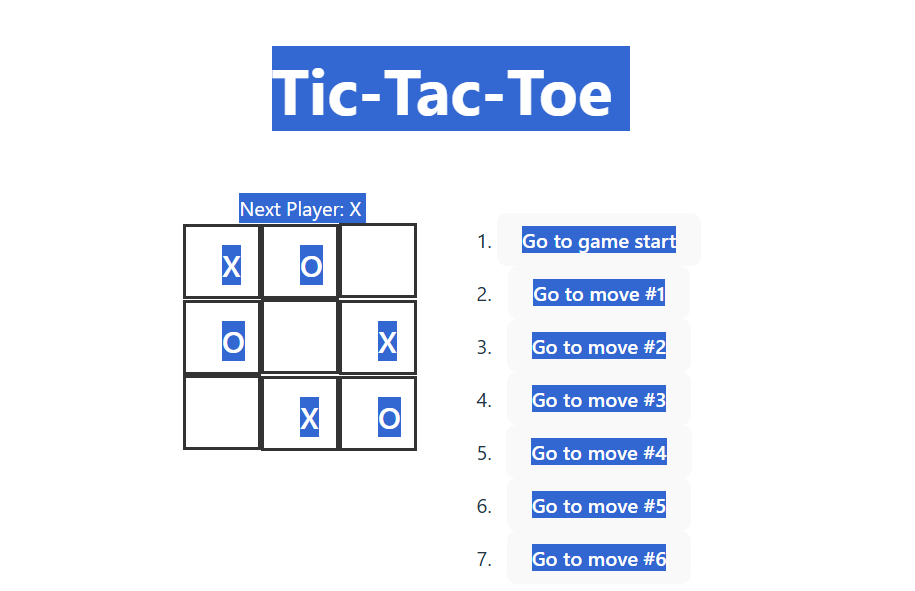 Tic-Tac-Toe
Next Player: X
X O
O X
X O
1. Go to game start
2. Go to move #1
3. Go to move #2
4. Go to move #3
5. Go to move #4
6. Go to move #5
7. Go to move #6